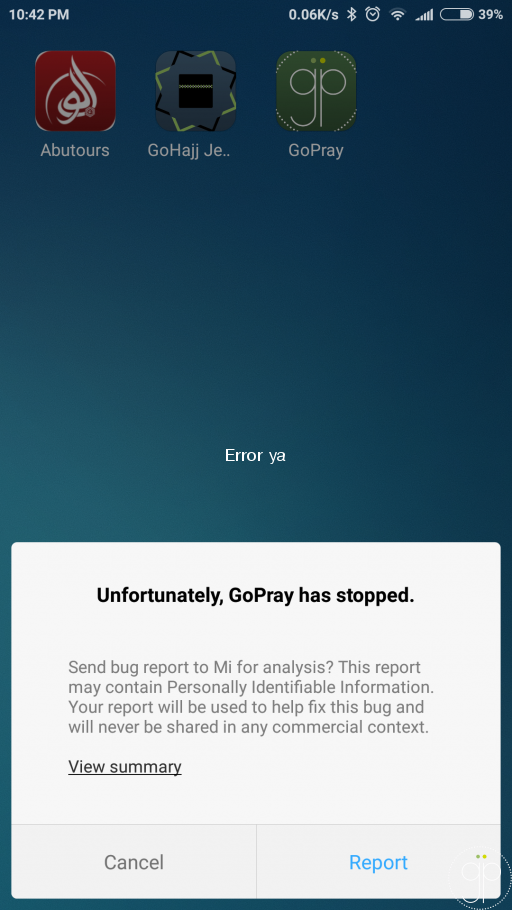 10:42 PM 0.06K/s 39%
Abutours GoHajj Je.. GoPray
Error ya
Unfortunately, GoPray has stopped.
Send bug report to Mi for analysis? This report
may contain Personally Identifiable Information.
Your report will be used to help fix this bug and
will never be shared in any commercial context.
View summary
Cancel Report